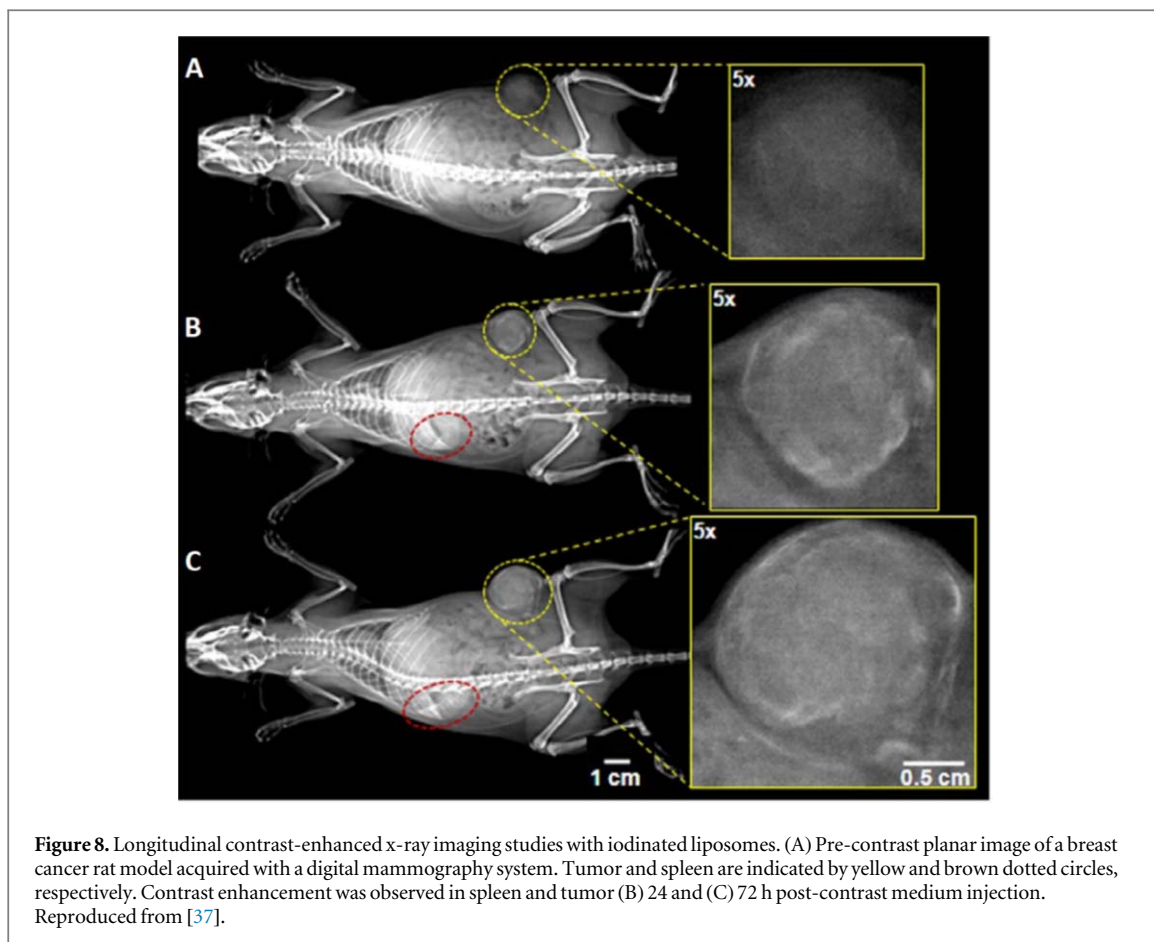 A
5x
B
5x
C
5x
1 cm
0.5 cm
Figure 8. Longitudinal contrast-enhanced x-ray imaging studies with iodinated liposomes. (A) Pre-contrast planar image of a breast
cancer rat model acquired with a digital mammography system. Tumor and spleen are indicated by yellow and brown dotted circles,
respectively. Contrast enhancement was observed in spleen and tumor (B) 24 and (C) 72 h post-contrast medium injection.
Reproduced from [37].